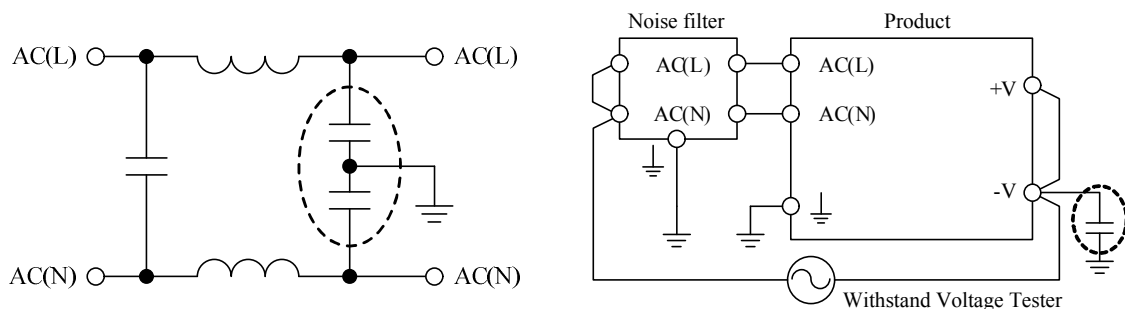 AC(L)
AC(L)
AC(N)
AC(N)
Noise filter
Product
AC(L)
AC(L)
+V
AC(N)
AC(N)
-V
Withstand Voltage Tester